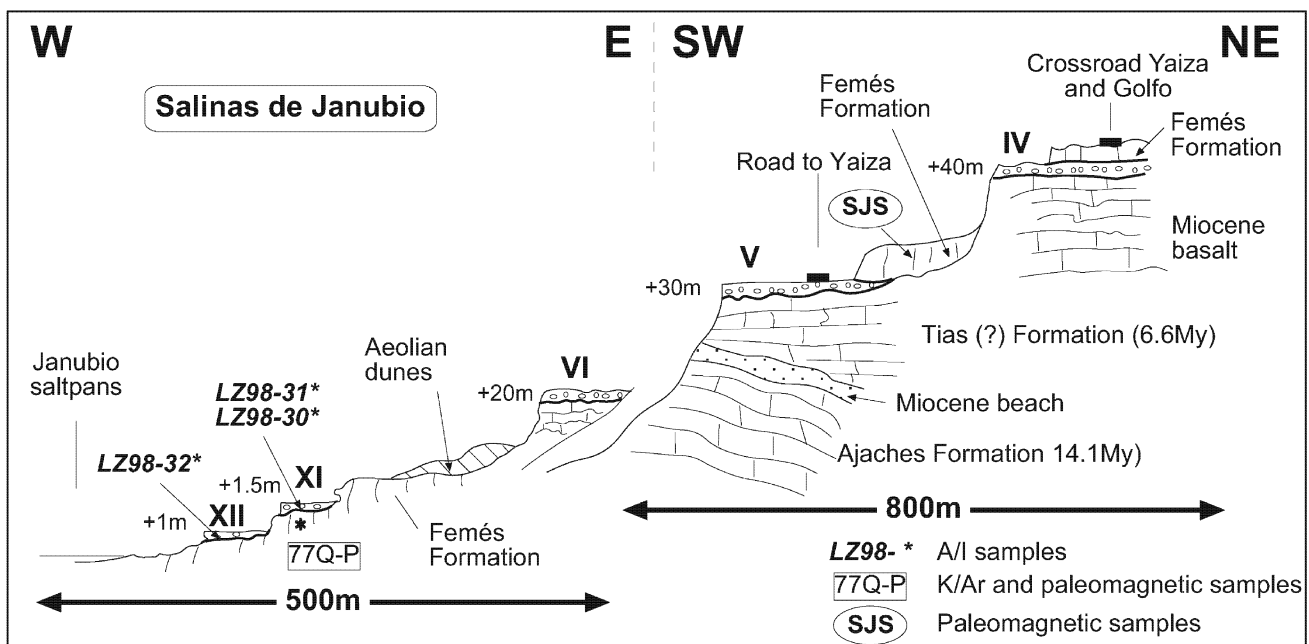 W
E
SW
NE
Salinas de Janubio
Crossroad Yaiza
and Golfo
Femés
Formation
IV
Femés
Formation
Road to Yaiza
+40m
SJS
Miocene
basalt
V
+30m
Tias (?) Formation (6.6My)
Janubio
saltpans
Aeolian
dunes
VI
LZ98-31*
LZ98-30*
+20m
Miocene beach
LZ98-32*
XI
Ajaches Formation 14.1My)
+1.5m
+1m
XII
*
Femés
Formation
77Q-P
800m
500m
LZ98- * A/I samples
77Q-P K/Ar and paleomagnetic samples
SJS Paleomagnetic samples